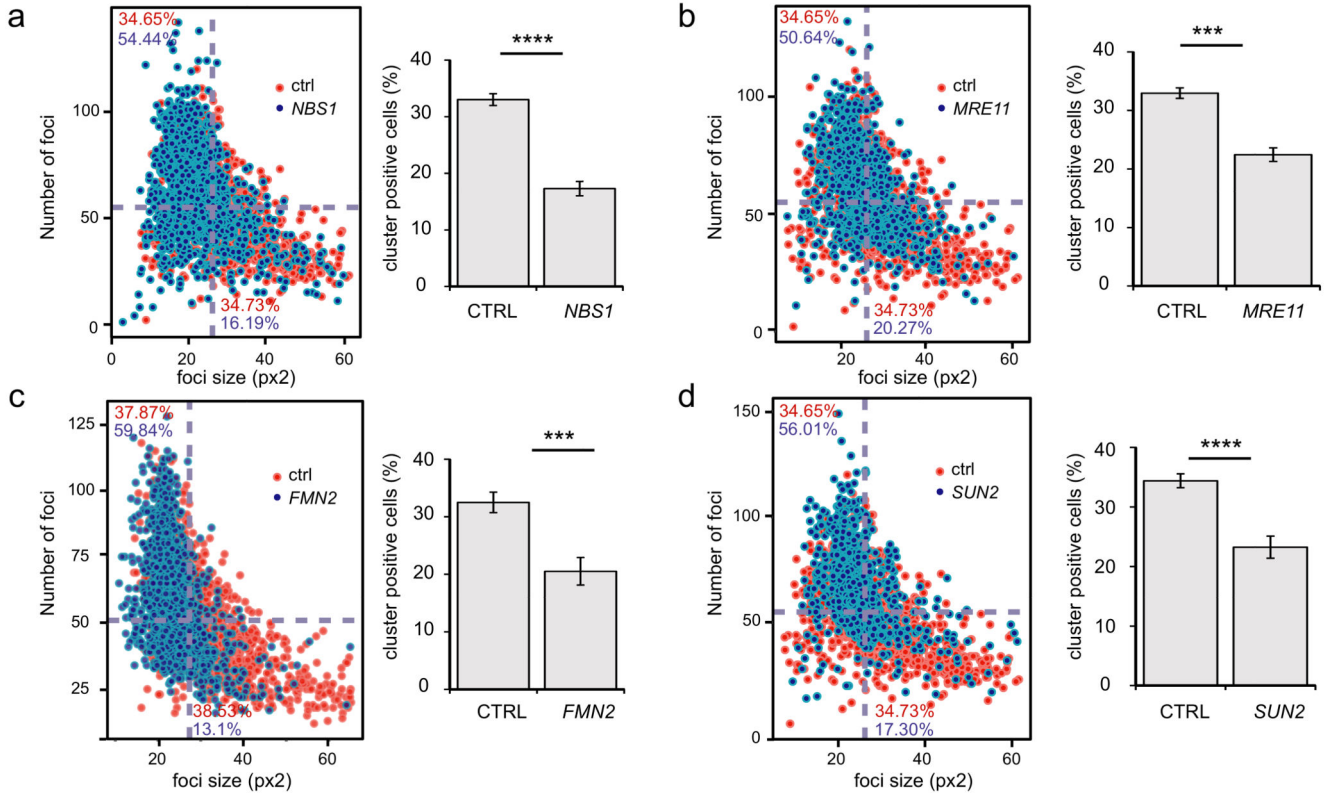 a
34.65%
54.44%
ctrl
NBS1
Number of foci
100
50
0
0
20
40
60
34.73%
16.19%
foci size (px2)
****
cluster positive cells (%)
40
30
20
10
0
CTRL
NBS1
b
34.65%
50.64%
ctrl
MRE11
Number of foci
100
50
0
20
40
60
34.73%
20.27%
foci size (px2)
***
cluster positive cells (%)
40
30
20
10
0
CTRL
MRE11
c
37.87%
59.84%
ctrl
FMN2
Number of foci
125
100
75
50
25
20
40
60
38.53%
13.1%
foci size (px2)
***
cluster positive cells (%)
40
30
20
10
0
CTRL
FMN2
d
34.65%
56.01%
ctrl
SUN2
Number of foci
150
100
50
0
20
40
60
34.73%
17.30%
foci size (px2)
****
cluster positive cells (%)
40
30
20
10
0
CTRL
SUN2